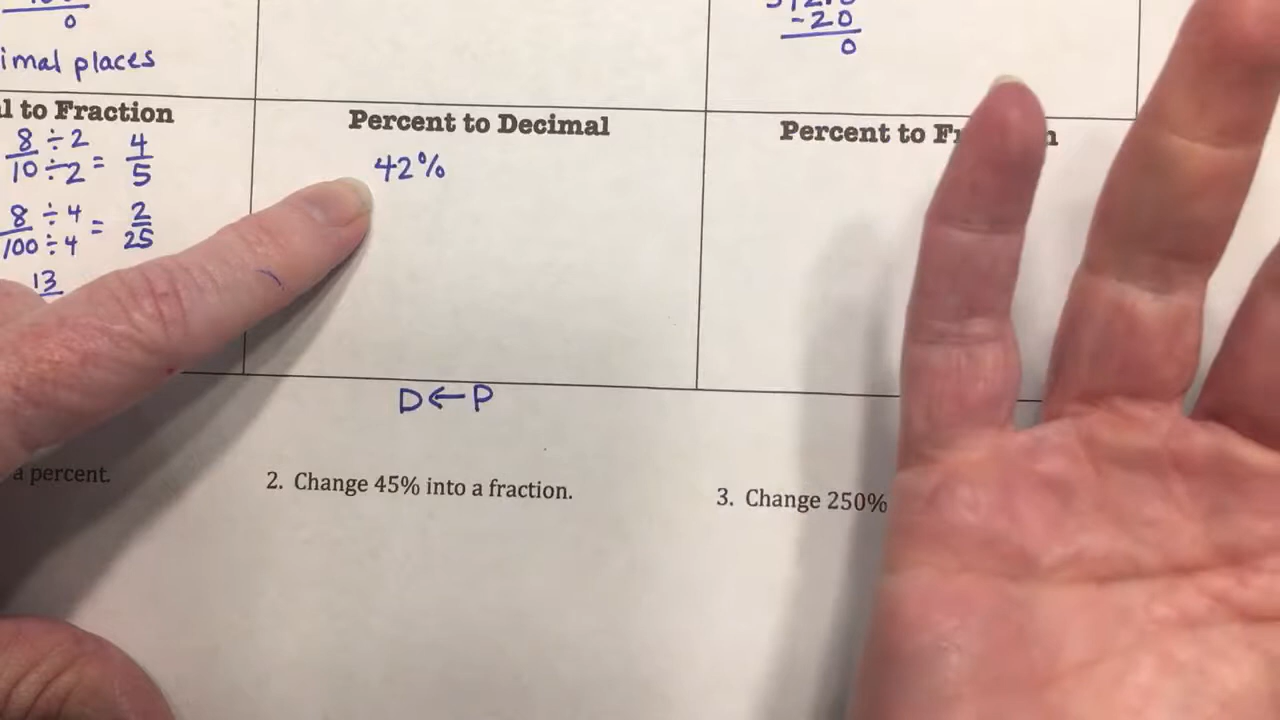 0
imal places
-20
0
l to Fraction
8 ÷ 2 = 4
10 ÷ 2 5
8 ÷ 4 = 2
100 ÷ 4 25
13
Percent to Decimal
42%
Percent to F n
D ← P
a percent.
2. Change 45% into a fraction.
3. Change 250%